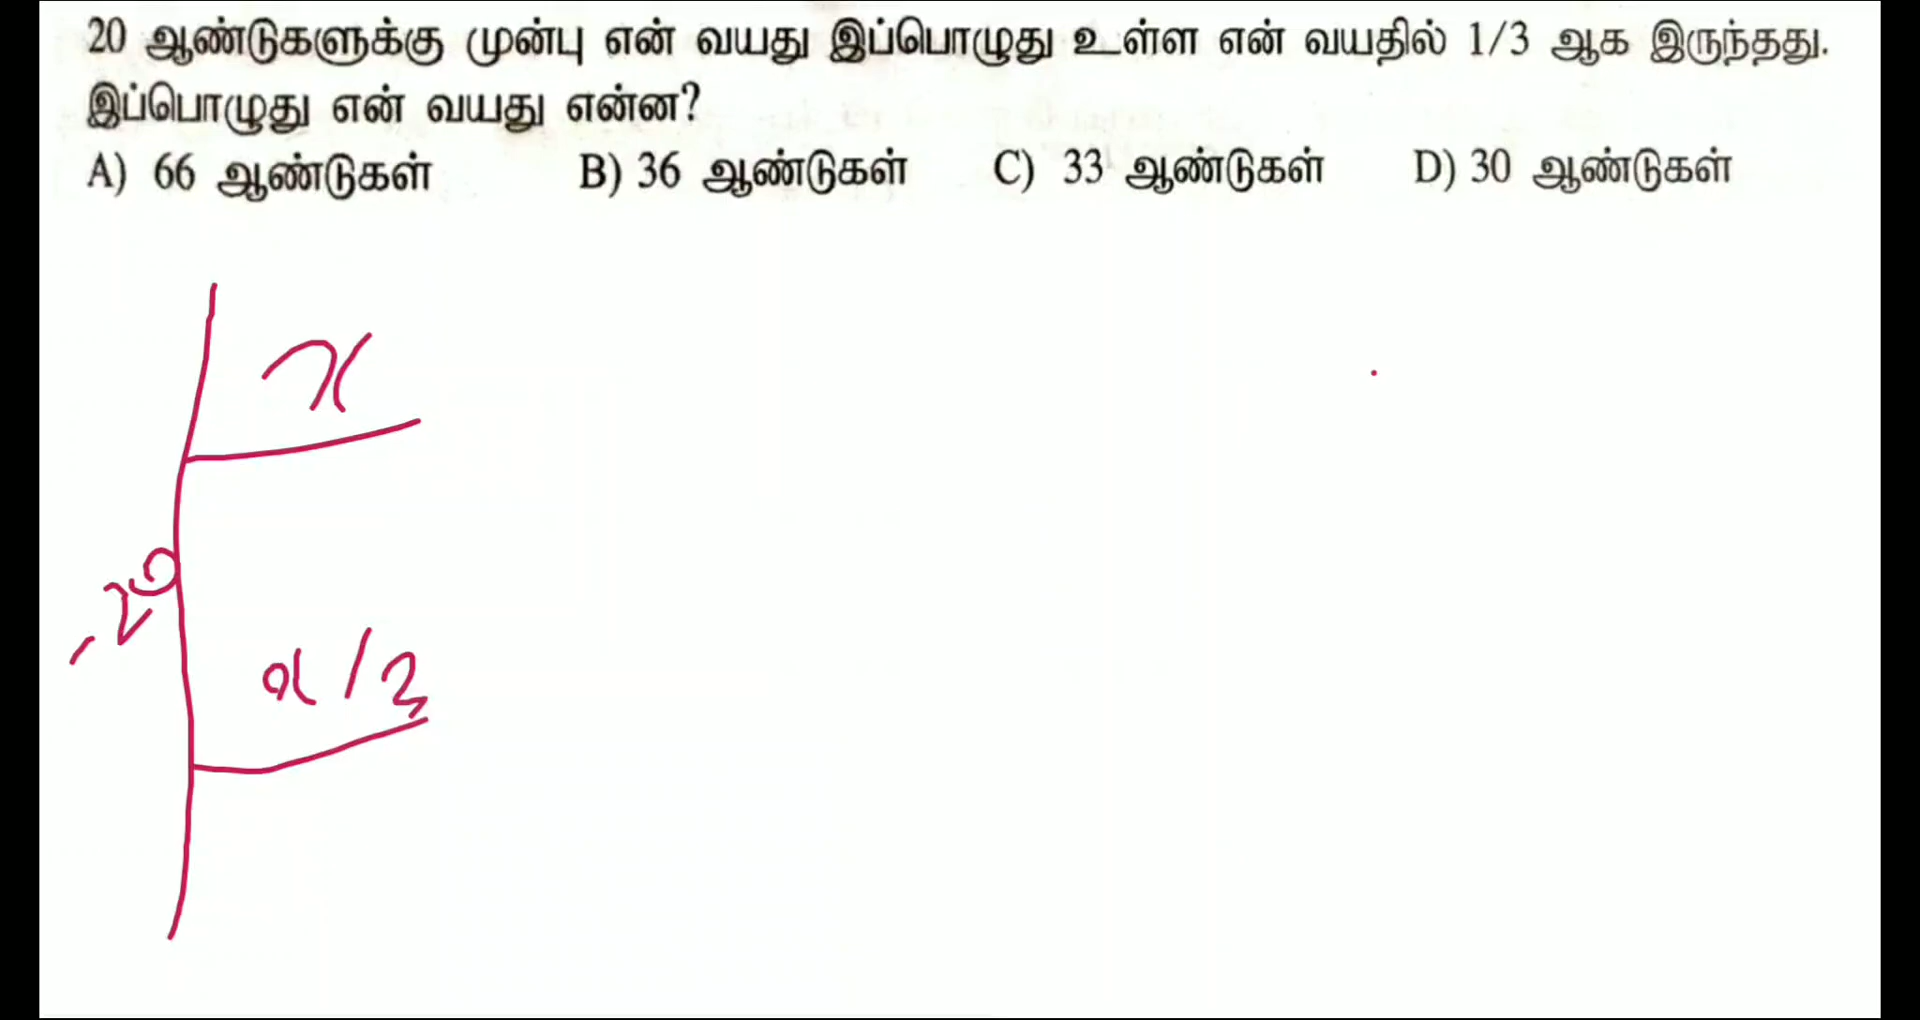 20 ஆண்டுகளுக்கு முன்பு என் வயது இப்பொழுது உள்ள என் வயதில் 1/3 ஆக இருந்தது.
இப்பொழுது என் வயது என்ன?
A) 66 ஆண்டுகள் B) 36 ஆண்டுகள் C) 33 ஆண்டுகள் D) 30 ஆண்டுகள்
x
-20
x/3